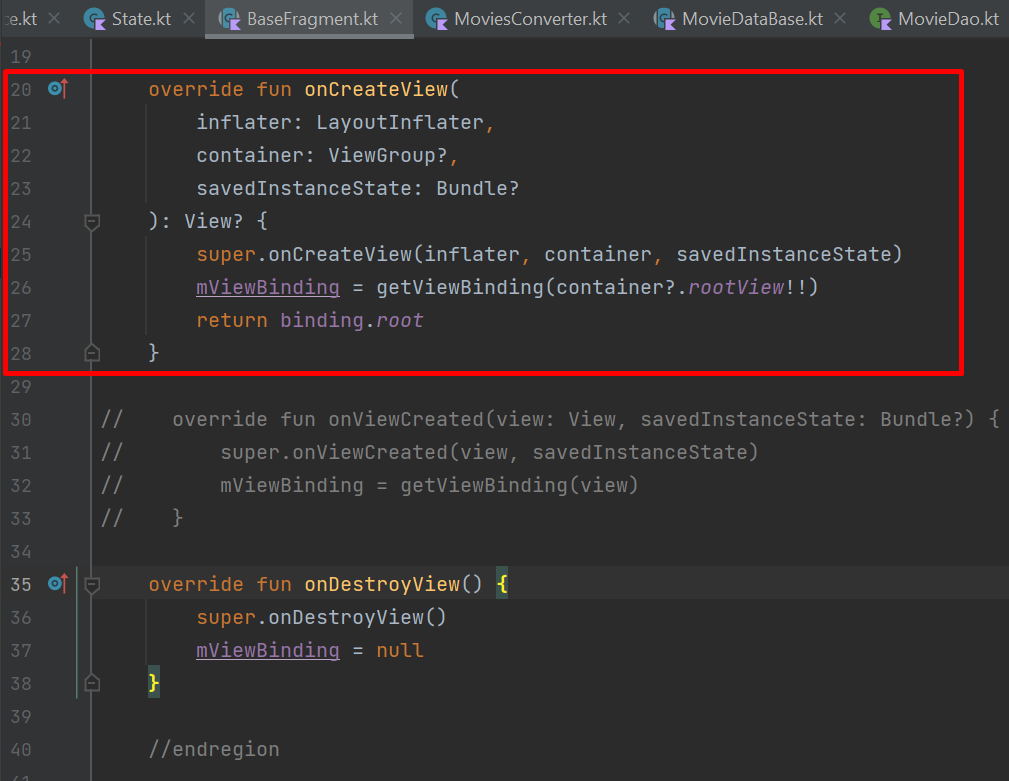 ce.kt State.kt BaseFragment.kt MoviesConverter.kt MovieDataBase.kt MovieDao.kt
19
20 override fun onCreateView(
21 inflater: LayoutInflater,
22 container: ViewGroup?,
23 savedInstanceState: Bundle?
24 ): View? {
25 super.onCreateView(inflater, container, savedInstanceState)
26 mViewBinding = getViewBinding(container?.rootView!!)
27 return binding.root
28 }
29
30 // override fun onViewCreated(view: View, savedInstanceState: Bundle?) {
31 // super.onViewCreated(view, savedInstanceState)
32 // mViewBinding = getViewBinding(view)
33 // }
34
35 override fun onDestroyView() {
36 super.onDestroyView()
37 mViewBinding = null
38 }
39
40 //endregion